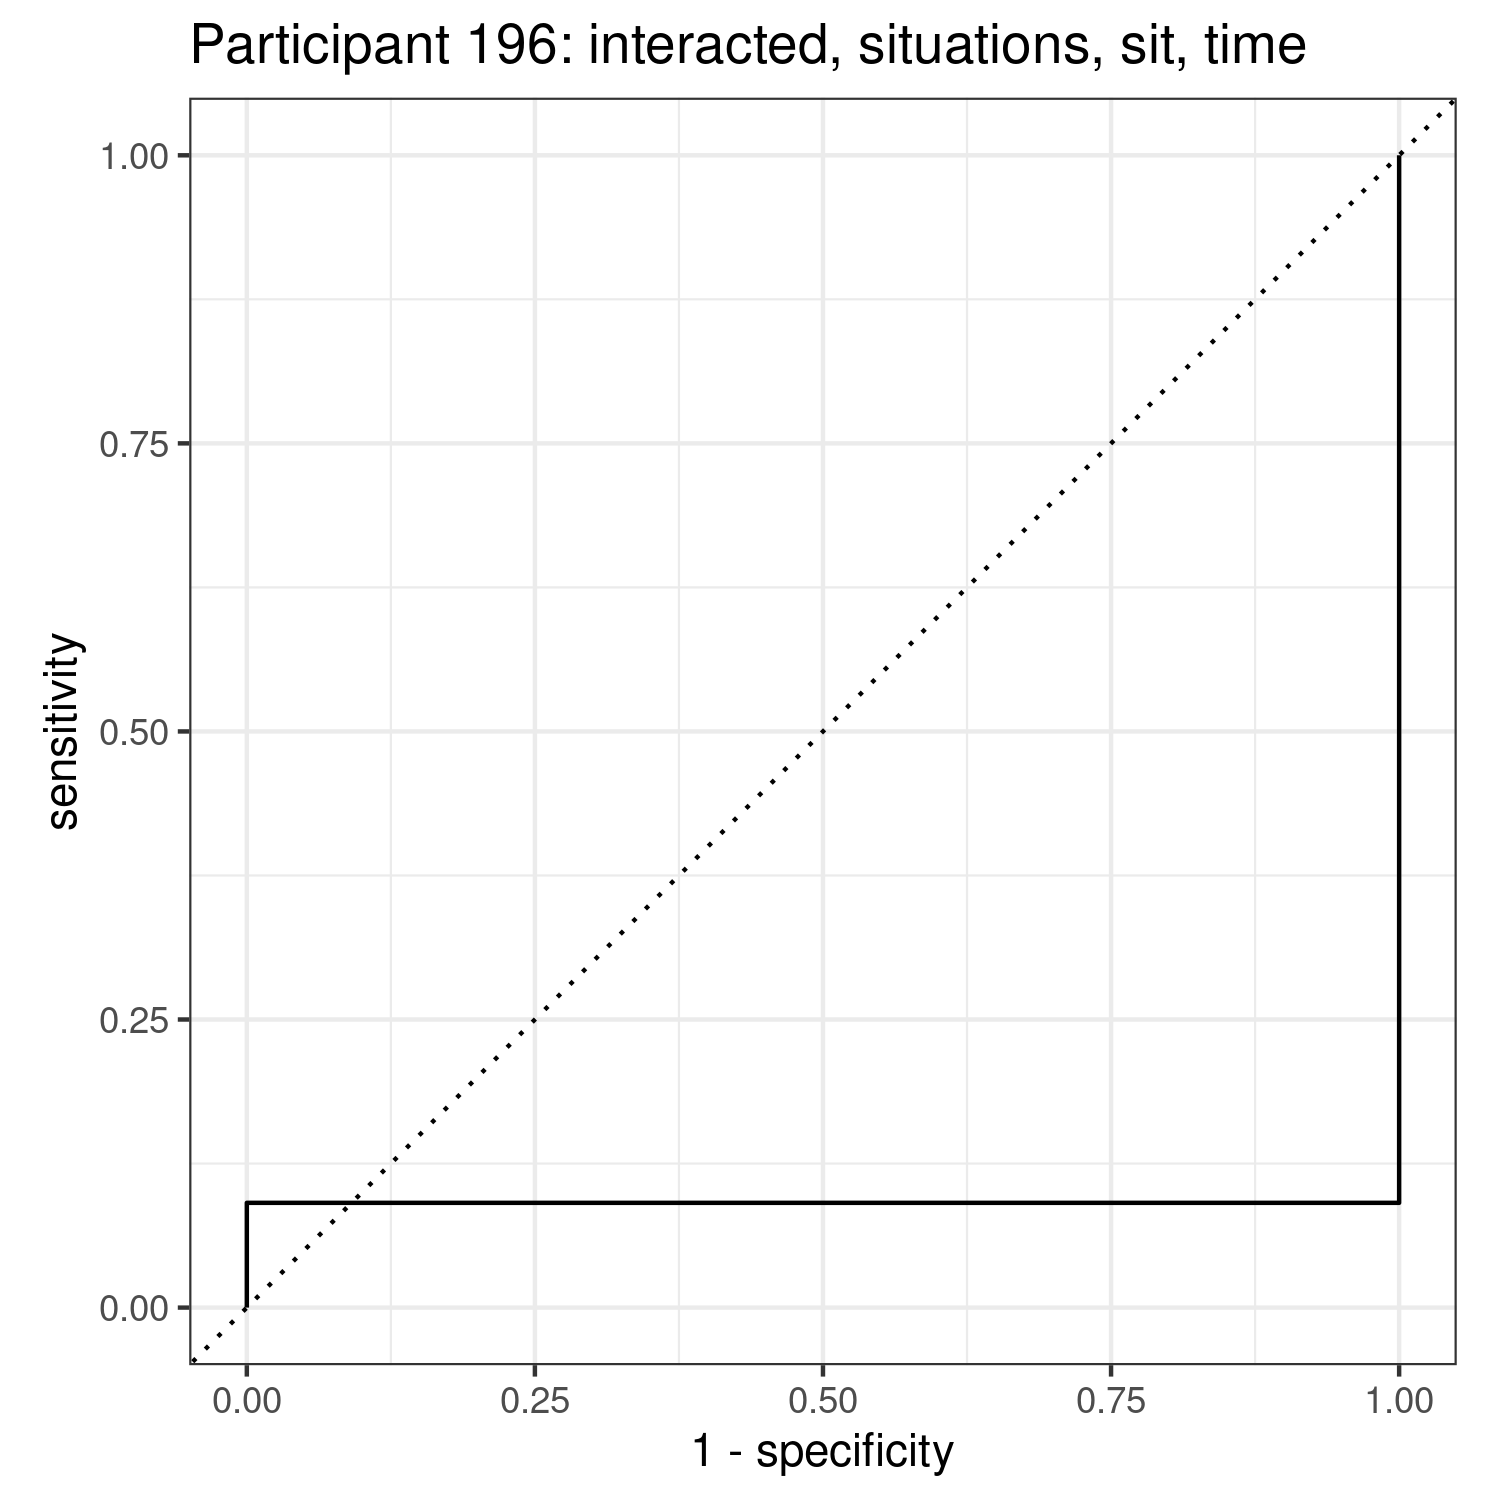 Participant 196: interacted, situations, sit, time
1.00
0.75
0.50
0.25
0.00
sensitivity
0.00 0.25 0.50 0.75 1.00
1 - specificity